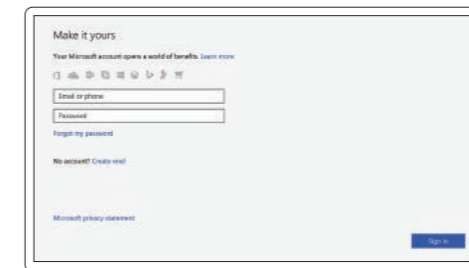 Make it yours
Your Microsoft account opens a world of benefits. Learn more
Email or phone
Password
Forgot my password
No account? Create one!
Microsoft privacy statement
Sign in